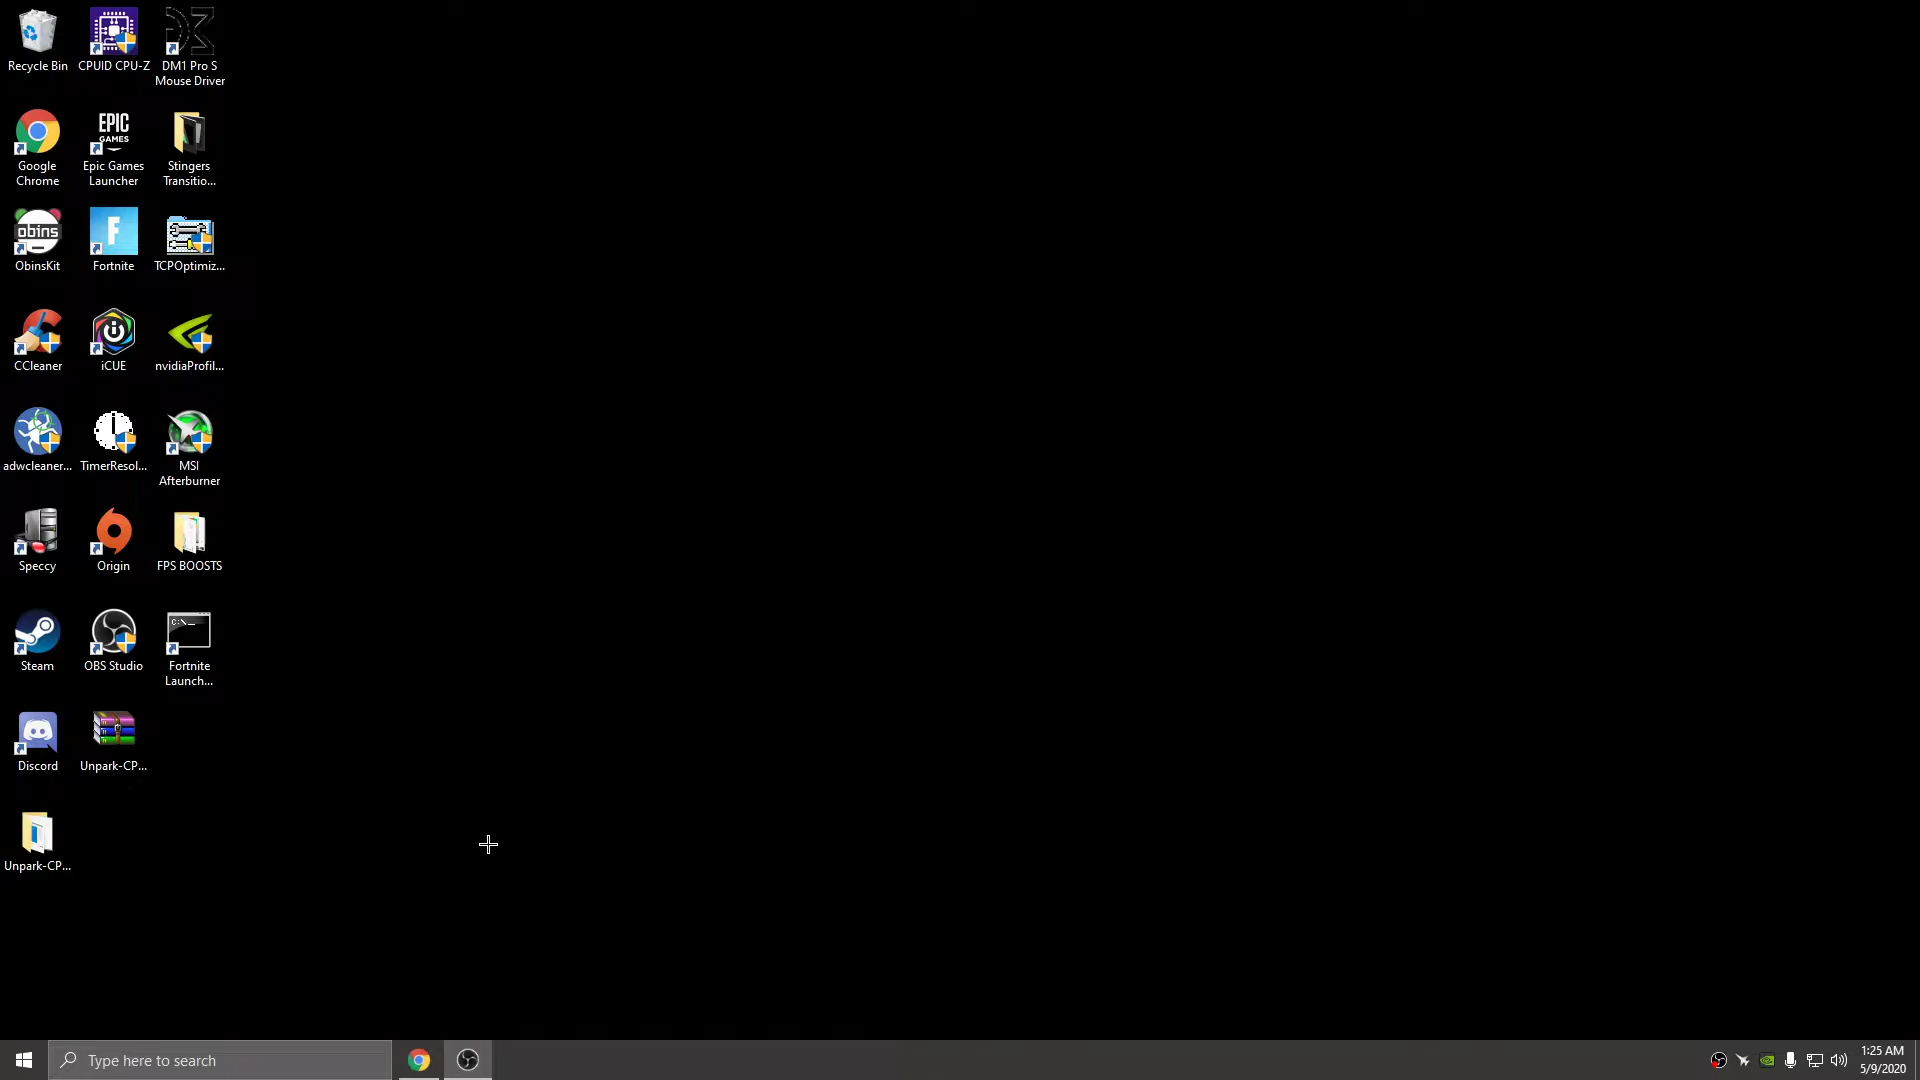 Recycle Bin
CPUID CPU-Z
DM1 Pro S
Mouse Driver
Google
Chrome
EPIC
GAMES
Epic Games
Launcher
Stingers
Transitio...
obins
ObinsKit
F
Fortnite
TCPOptimiz...
CCleaner
iCUE
nvidiaProfil...
adwcleaner...
TimerResol...
MSI
Afterburner
Speccy
Origin
FPS BOOSTS
Steam
OBS Studio
C:\_
Fortnite
Launch...
Discord
Unpark-CP...
Unpark-CP...
Type here to search
1:25 AM
5/9/2020